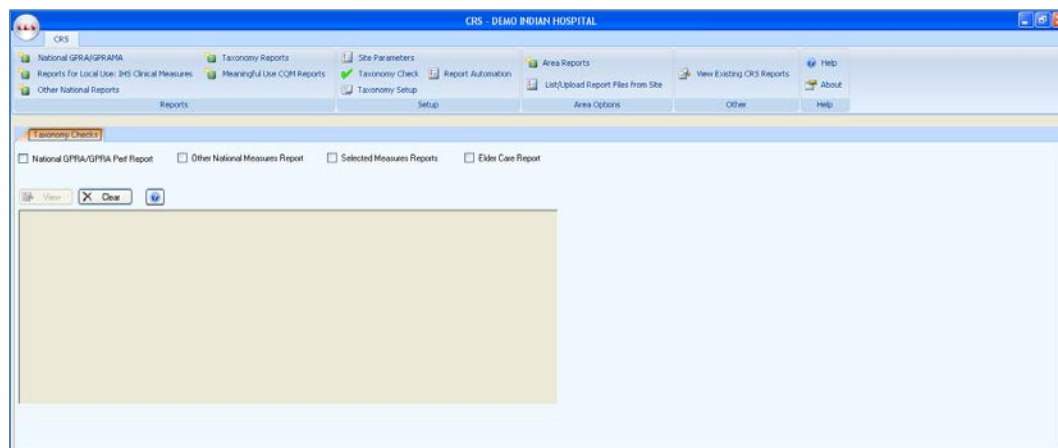 CRS - DEMO INDIAN HOSPITAL
CRS
National GPRA/GPRAMA
Reports for Local Use: IHS Clinical Measures
Other National Reports
Taxonomy Reports
Meaningful Use CQM Reports
Reports
Site Parameters
Taxonomy Check
Report Automation
Taxonomy Setup
Setup
Area Reports
List/Upload Report Files from Site
Area Options
View Existing CRS Reports
Other
Help
About
Help
Taxonomy Checks
National GPRA/GPRA Perf Report
Other National Measures Report
Selected Measures Reports
Elder Care Report
View
Clear